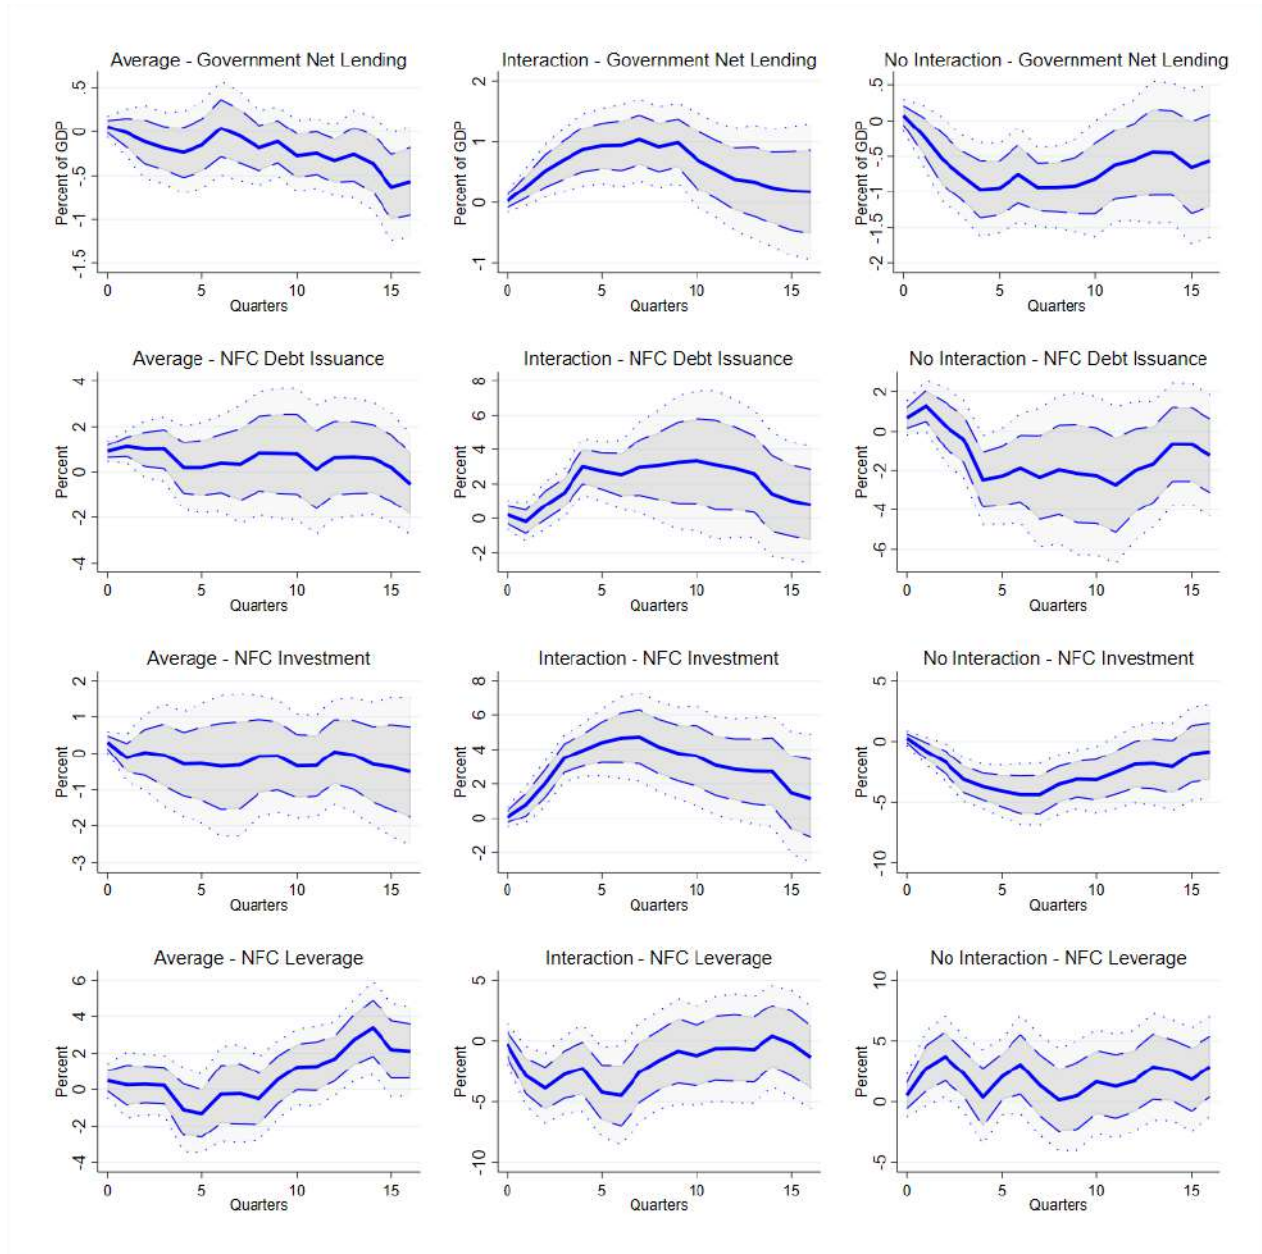 Average - Government Net Lending
Percent of GDP
.5
0
-.5
-1
-1.5
0 5 10 15
Quarters
Interaction - Government Net Lending
Percent of GDP
2
1
0
-1
0 5 10 15
Quarters
No Interaction - Government Net Lending
Percent of GDP
.5
0
-.5
-1
-1.5
-2
0 5 10 15
Quarters
Average - NFC Debt Issuance
Percent
4
2
0
-2
-4
0 5 10 15
Quarters
Interaction - NFC Debt Issuance
Percent
8
6
4
2
0
-2
0 5 10 15
Quarters
No Interaction - NFC Debt Issuance
Percent
2
0
-2
-4
-6
0 5 10 15
Quarters
Average - NFC Investment
Percent
2
1
0
-1
-2
-3
0 5 10 15
Quarters
Interaction - NFC Investment
Percent
8
6
4
2
0
-2
0 5 10 15
Quarters
No Interaction - NFC Investment
Percent
5
0
-5
-10
0 5 10 15
Quarters
Average - NFC Leverage
Percent
6
4
2
0
-2
-4
0 5 10 15
Quarters
Interaction - NFC Leverage
Percent
5
0
-5
-10
0 5 10 15
Quarters
No Interaction - NFC Leverage
Percent
10
5
0
-5
0 5 10 15
Quarters